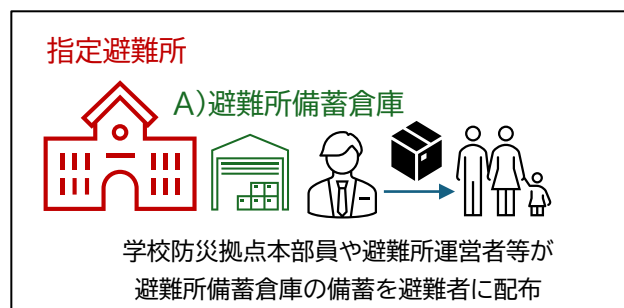 指定避難所
A)避難所備蓄倉庫
学校防災拠点本部員や避難所運営者等が
避難所備蓄倉庫の備蓄を避難者に配布